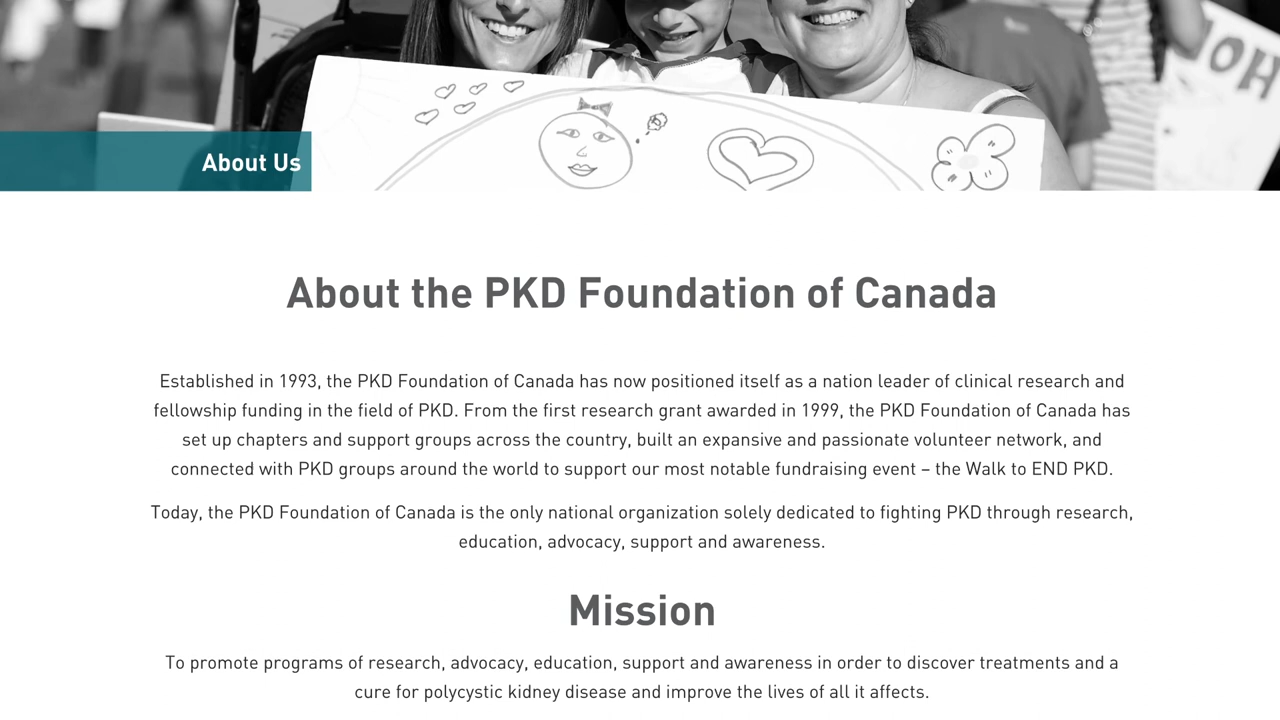 HOH
About Us
About the PKD Foundation of Canada
Established in 1993, the PKD Foundation of Canada has now positioned itself as a nation leader of clinical research and
fellowship funding in the field of PKD. From the first research grant awarded in 1999, the PKD Foundation of Canada has
set up chapters and support groups across the country, built an expansive and passionate volunteer network, and
connected with PKD groups around the world to support our most notable fundraising event – the Walk to END PKD.
Today, the PKD Foundation of Canada is the only national organization solely dedicated to fighting PKD through research,
education, advocacy, support and awareness.
Mission
To promote programs of research, advocacy, education, support and awareness in order to discover treatments and a
cure for polycystic kidney disease and improve the lives of all it affects.